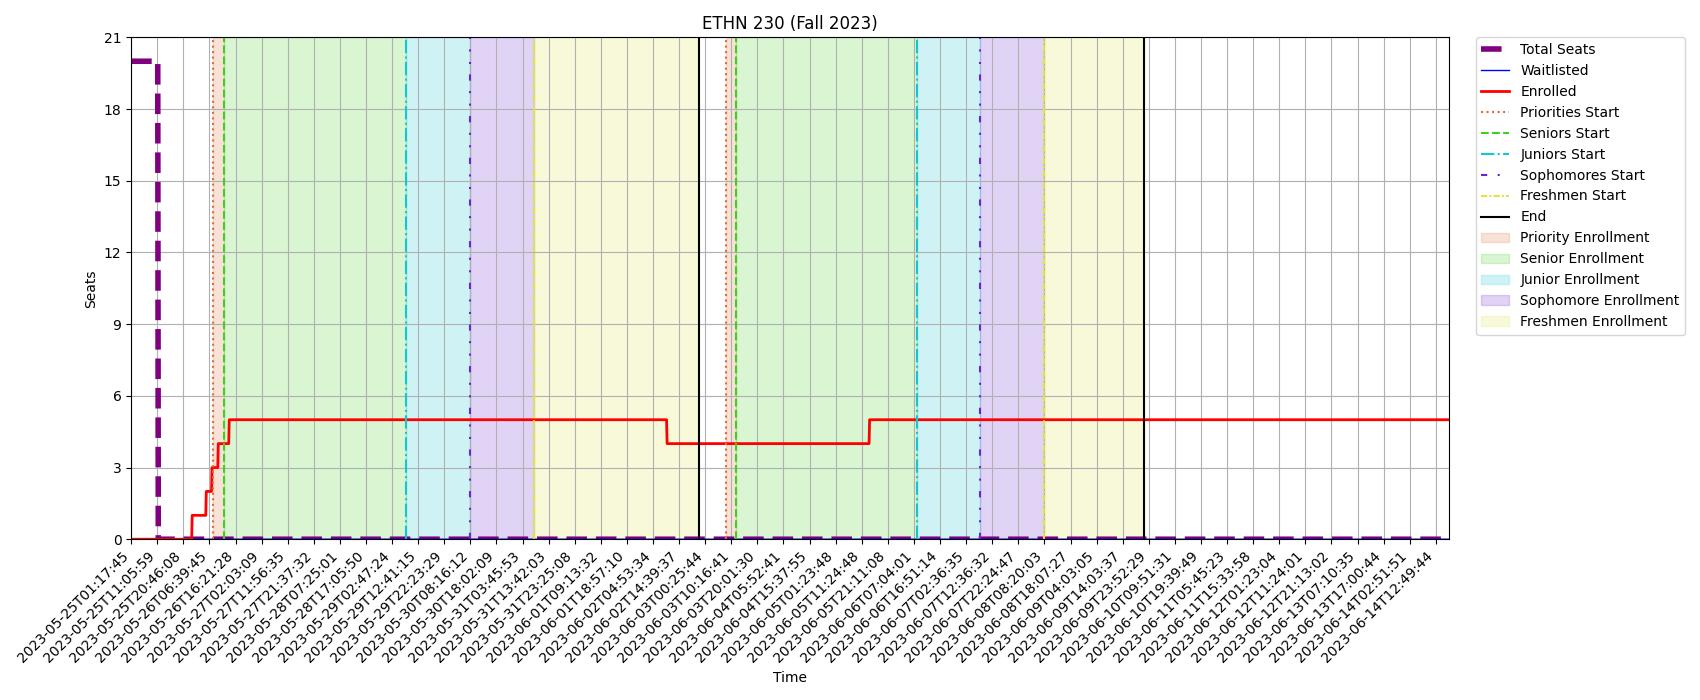 ETHN 230 (Fall 2023)
21
18
15
12
9
6
3
0
Seats
2023-05-25T01:17:45
2023-05-25T11:05:59
2023-05-25T20:46:08
2023-05-26T06:39:45
2023-05-26T16:21:28
2023-05-27T02:03:09
2023-05-27T11:56:35
2023-05-27T21:37:32
2023-05-28T07:25:01
2023-05-28T17:05:50
2023-05-29T02:47:24
2023-05-29T12:41:15
2023-05-29T22:23:29
2023-05-30T08:16:12
2023-05-30T18:02:09
2023-05-31T03:45:53
2023-05-31T13:42:03
2023-05-31T23:25:08
2023-06-01T09:13:32
2023-06-01T18:57:10
2023-06-02T04:53:34
2023-06-02T14:39:37
2023-06-03T00:25:44
2023-06-03T10:16:41
2023-06-03T20:01:30
2023-06-04T05:52:41
2023-06-04T15:37:55
2023-06-05T01:23:48
2023-06-05T11:24:48
2023-06-05T21:11:08
2023-06-06T07:04:01
2023-06-06T16:51:14
2023-06-07T02:36:35
2023-06-07T12:36:32
2023-06-07T22:24:47
2023-06-08T08:20:03
2023-06-08T18:07:27
2023-06-09T04:03:05
2023-06-09T14:03:37
2023-06-09T23:52:29
2023-06-10T09:51:31
2023-06-10T19:39:49
2023-06-11T05:45:23
2023-06-11T15:33:58
2023-06-12T01:23:04
2023-06-12T11:24:01
2023-06-12T21:13:02
2023-06-13T07:10:35
2023-06-13T17:00:44
2023-06-14T02:51:51
2023-06-14T12:49:44
Time
Total Seats
Waitlisted
Enrolled
Priorities Start
Seniors Start
Juniors Start
Sophomores Start
Freshmen Start
End
Priority Enrollment
Senior Enrollment
Junior Enrollment
Sophomore Enrollment
Freshmen Enrollment